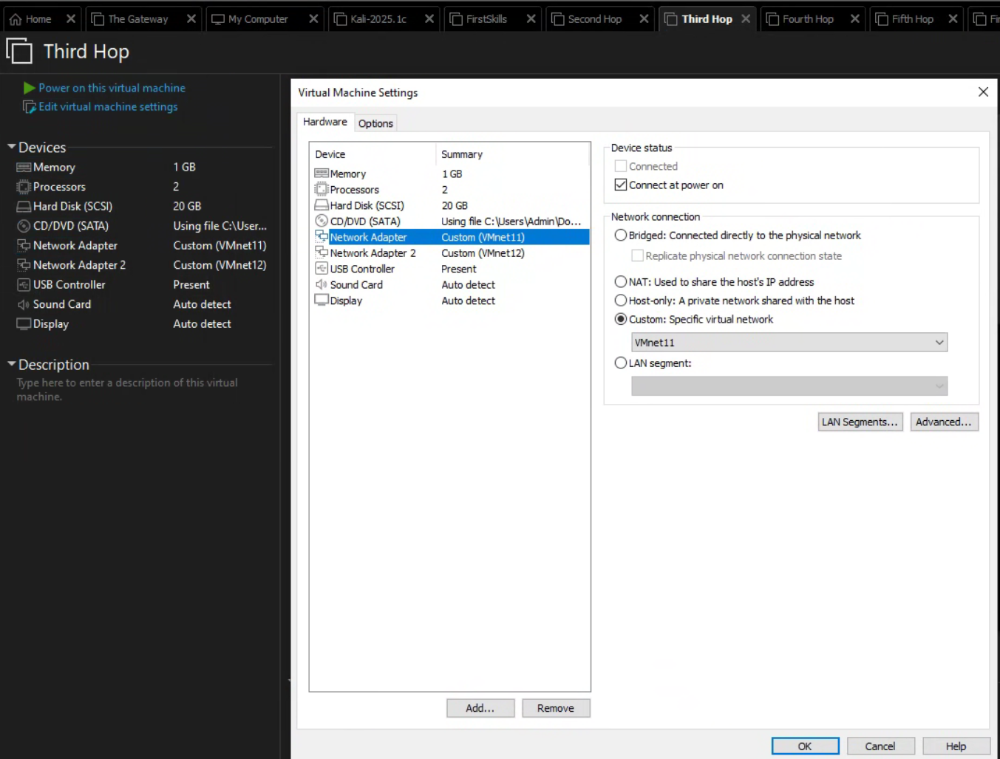 Home
The Gateway
My Computer
Kali-2025.1c
FirstSkills
Second Hop
Third Hop
Fourth Hop
Fifth Hop
Third Hop
Power on this virtual machine
Edit virtual machine settings
Devices
Memory 1 GB
Processors 2
Hard Disk (SCSI) 20 GB
CD/DVD (SATA) Using file C:\User...
Network Adapter Custom (VMnet11)
Network Adapter 2 Custom (VMnet12)
USB Controller Present
Sound Card Auto detect
Display Auto detect
Description
Type here to enter a description of this virtual
machine.
Virtual Machine Settings
Hardware
Options
Device Summary
Memory 1 GB
Processors 2
Hard Disk (SCSI) 20 GB
CD/DVD (SATA) Using file C:\Users\Admin\Do...
Network Adapter Custom (VMnet11)
Network Adapter 2 Custom (VMnet12)
USB Controller Present
Sound Card Auto detect
Display Auto detect
Add...
Remove
Device status
Connected
Connect at power on
Network connection
Bridged: Connected directly to the physical network
Replicate physical network connection state
NAT: Used to share the host's IP address
Host-only: A private network shared with the host
Custom: Specific virtual network
VMnet11
LAN segment:
LAN Segments...
Advanced...
OK
Cancel
Help